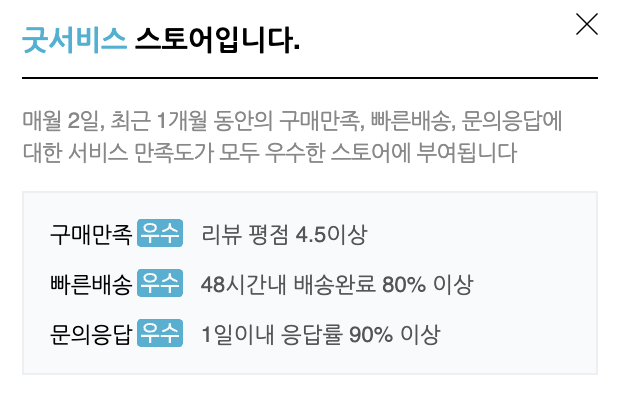 굿서비스 스토어입니다.
매월 2일, 최근 1개월 동안의 구매만족, 빠른배송, 문의응답에
대한 서비스 만족도가 모두 우수한 스토어에 부여됩니다
구매만족 우수 리뷰 평점 4.5이상
빠른배송 우수 48시간내 배송완료 80% 이상
문의응답 우수 1일이내 응답률 90% 이상